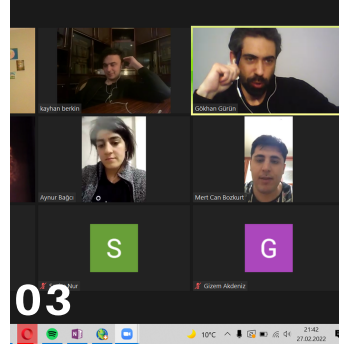 kayhan berkin
Gökhan Gürün
Aynur Bağcı
Mert Can Bozkurt
S
G
Nur
Gizem Akdeniz
03
10°C
21:42
27.02.2022